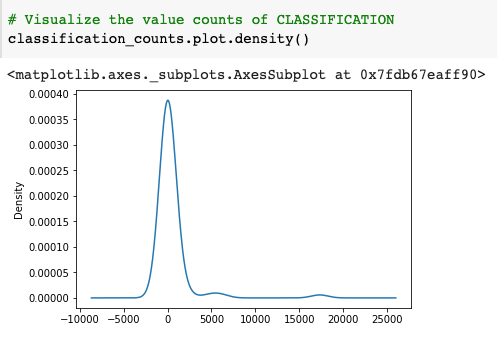 # Visualize the value counts of CLASSIFICATION
classification_counts.plot.density()
<matplotlib.axes._subplots.AxesSubplot at 0x7fdb67eaff90>
0.00040
0.00035
0.00030
0.00025
0.00020
0.00015
0.00010
0.00005
0.00000
Density
−10000 −5000 0 5000 10000 15000 20000 25000